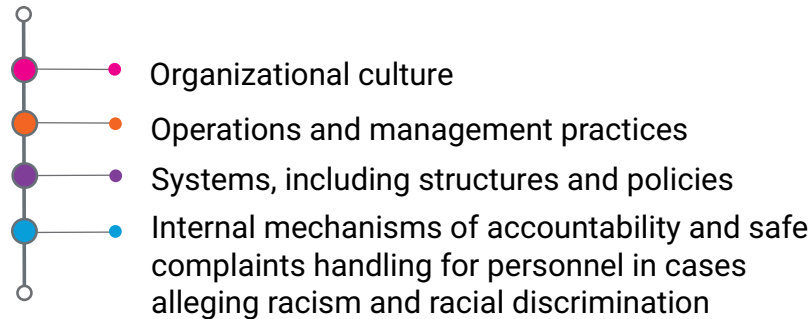 Organizational culture
Operations and management practices
Systems, including structures and policies
Internal mechanisms of accountability and safe
complaints handling for personnel in cases
alleging racism and racial discrimination